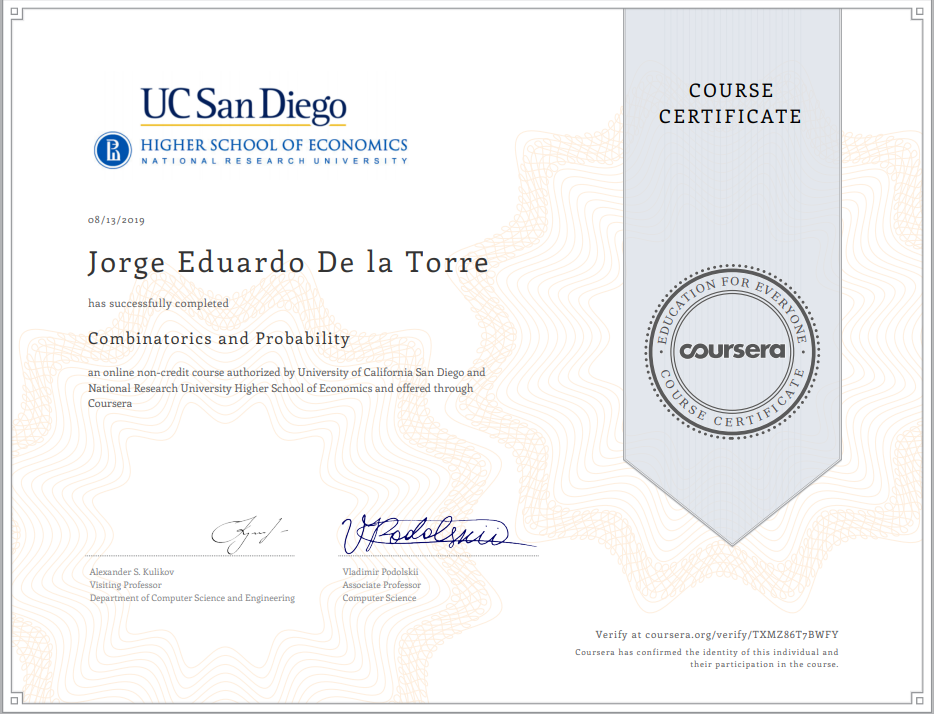 UC San Diego
HIGHER SCHOOL OF ECONOMICS
NATIONAL RESEARCH UNIVERSITY
08/13/2019
Jorge Eduardo De la Torre
has successfully completed
Combinatorics and Probability
an online non-credit course authorized by University of California San Diego and
National Research University Higher School of Economics and offered through
Coursera
COURSE
CERTIFICATE
EDUCATION FOR EVERYONE
coursera
COURSE CERTIFICATE
VPodolskii
Alexander S. Kulikov
Visiting Professor
Department of Computer Science and Engineering
Vladimir Podolskii
Associate Professor
Computer Science
Verify at coursera.org/verify/TXMZ86T7BWFY
Coursera has confirmed the identity of this individual and
their participation in the course.